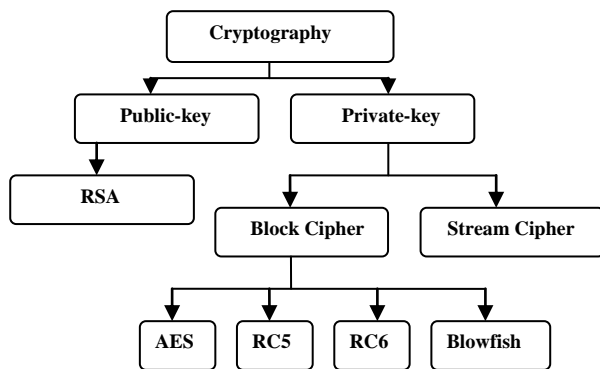 Cryptography
Public-key
Private-key
RSA
Block Cipher
Stream Cipher
AES
RC5
RC6
Blowfish